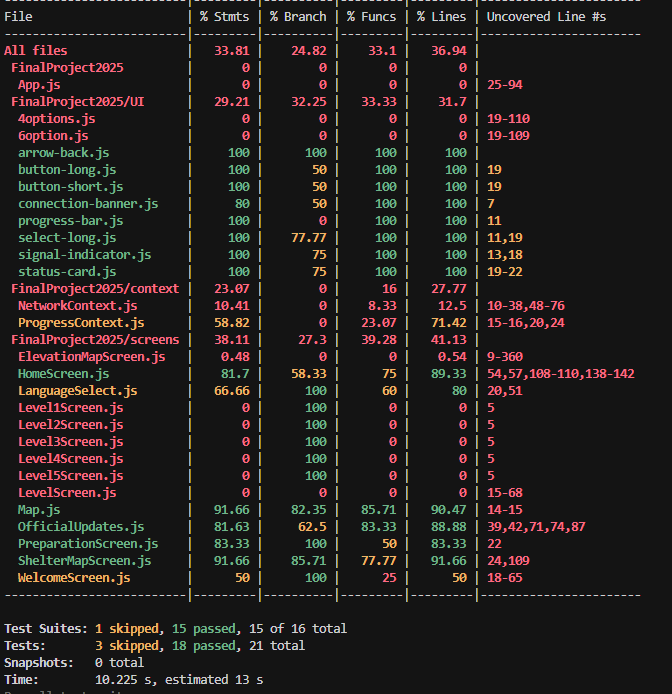 File | % Stmts | % Branch | % Funcs | % Lines | Uncovered Line #s
All files | 33.81 | 24.82 | 33.1 | 36.94 |
FinalProject2025 | 0 | 0 | 0 | 0 |
App.js | 0 | 0 | 0 | 0 | 25-94
FinalProject2025/UI | 29.21 | 32.25 | 33.33 | 31.7 |
4options.js | 0 | 0 | 0 | 0 | 19-110
6option.js | 0 | 0 | 0 | 0 | 19-109
arrow-back.js | 100 | 100 | 100 | 100 |
button-long.js | 100 | 50 | 100 | 100 | 19
button-short.js | 100 | 50 | 100 | 100 | 19
connection-banner.js | 80 | 50 | 100 | 100 | 7
progress-bar.js | 100 | 0 | 100 | 100 | 11
select-long.js | 100 | 77.77 | 100 | 100 | 11,19
signal-indicator.js | 100 | 75 | 100 | 100 | 13,18
status-card.js | 100 | 75 | 100 | 100 | 19-22
FinalProject2025/context | 23.07 | 0 | 16 | 27.77 |
NetworkContext.js | 10.41 | 0 | 8.33 | 12.5 | 10-38,48-76
ProgressContext.js | 58.82 | 0 | 23.07 | 71.42 | 15-16,20,24
FinalProject2025/screens | 38.11 | 27.3 | 39.28 | 41.13 |
ElevationMapScreen.js | 0.48 | 0 | 0 | 0.54 | 9-360
HomeScreen.js | 81.7 | 58.33 | 75 | 89.33 | 54,57,108-110,138-142
LanguageSelect.js | 66.66 | 100 | 60 | 80 | 20,51
Level1Screen.js | 0 | 100 | 0 | 0 | 5
Level2Screen.js | 0 | 100 | 0 | 0 | 5
Level3Screen.js | 0 | 100 | 0 | 0 | 5
Level4Screen.js | 0 | 100 | 0 | 0 | 5
Level5Screen.js | 0 | 100 | 0 | 0 | 5
LevelScreen.js | 0 | 0 | 0 | 0 | 15-68
Map.js | 91.66 | 82.35 | 85.71 | 90.47 | 14-15
OfficialUpdates.js | 81.63 | 62.5 | 83.33 | 88.88 | 39,42,71,74,87
PreparationScreen.js | 83.33 | 100 | 50 | 83.33 | 22
ShelterMapScreen.js | 91.66 | 85.71 | 77.77 | 91.66 | 24,109
WelcomeScreen.js | 50 | 100 | 25 | 50 | 18-65
Test Suites: 1 skipped, 15 passed, 15 of 16 total
Tests: 3 skipped, 18 passed, 21 total
Snapshots: 0 total
Time: 10.225 s, estimated 13 s